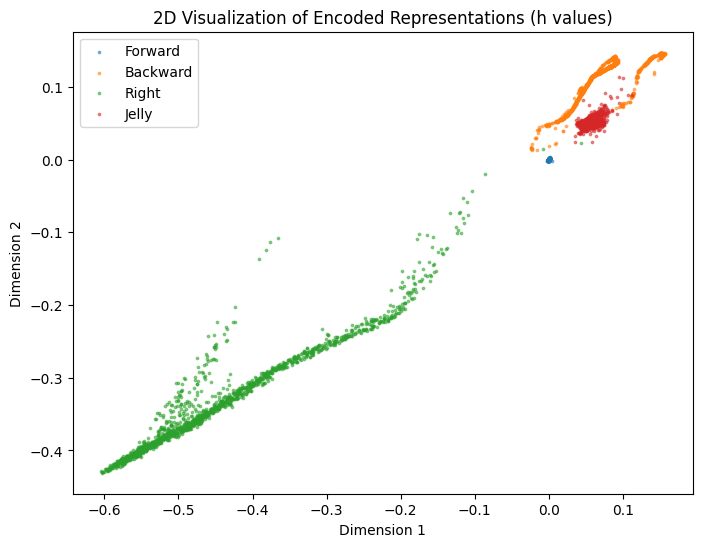 2D Visualization of Encoded Representations (h values)
Forward
Backward
Right
Jelly
Dimension 2
0.1
0.0
−0.1
−0.2
−0.3
−0.4
−0.6
−0.5
−0.4
−0.3
−0.2
−0.1
0.0
0.1
Dimension 1